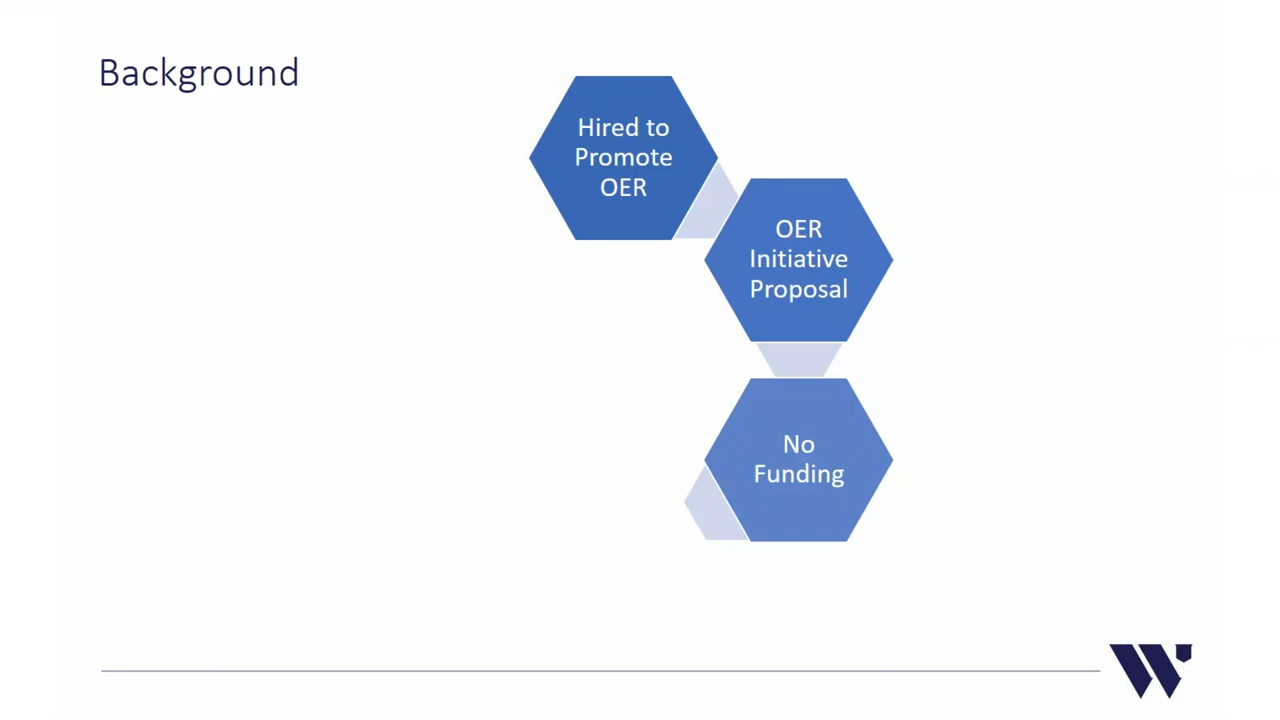 Background
Hired to
Promote
OER
OER
Initiative
Proposal
No
Funding